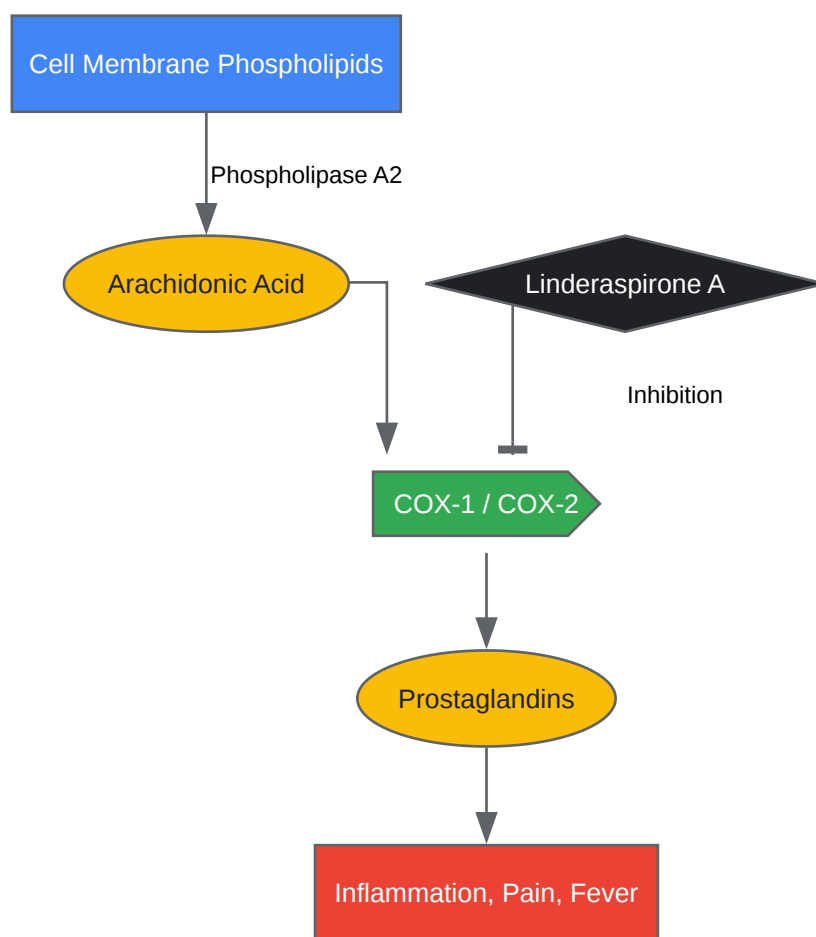 Cell Membrane Phospholipids
Phospholipase A2
Arachidonic Acid
Linderaspirone A
Inhibition
COX-1 / COX-2
Prostaglandins
Inflammation, Pain, Fever